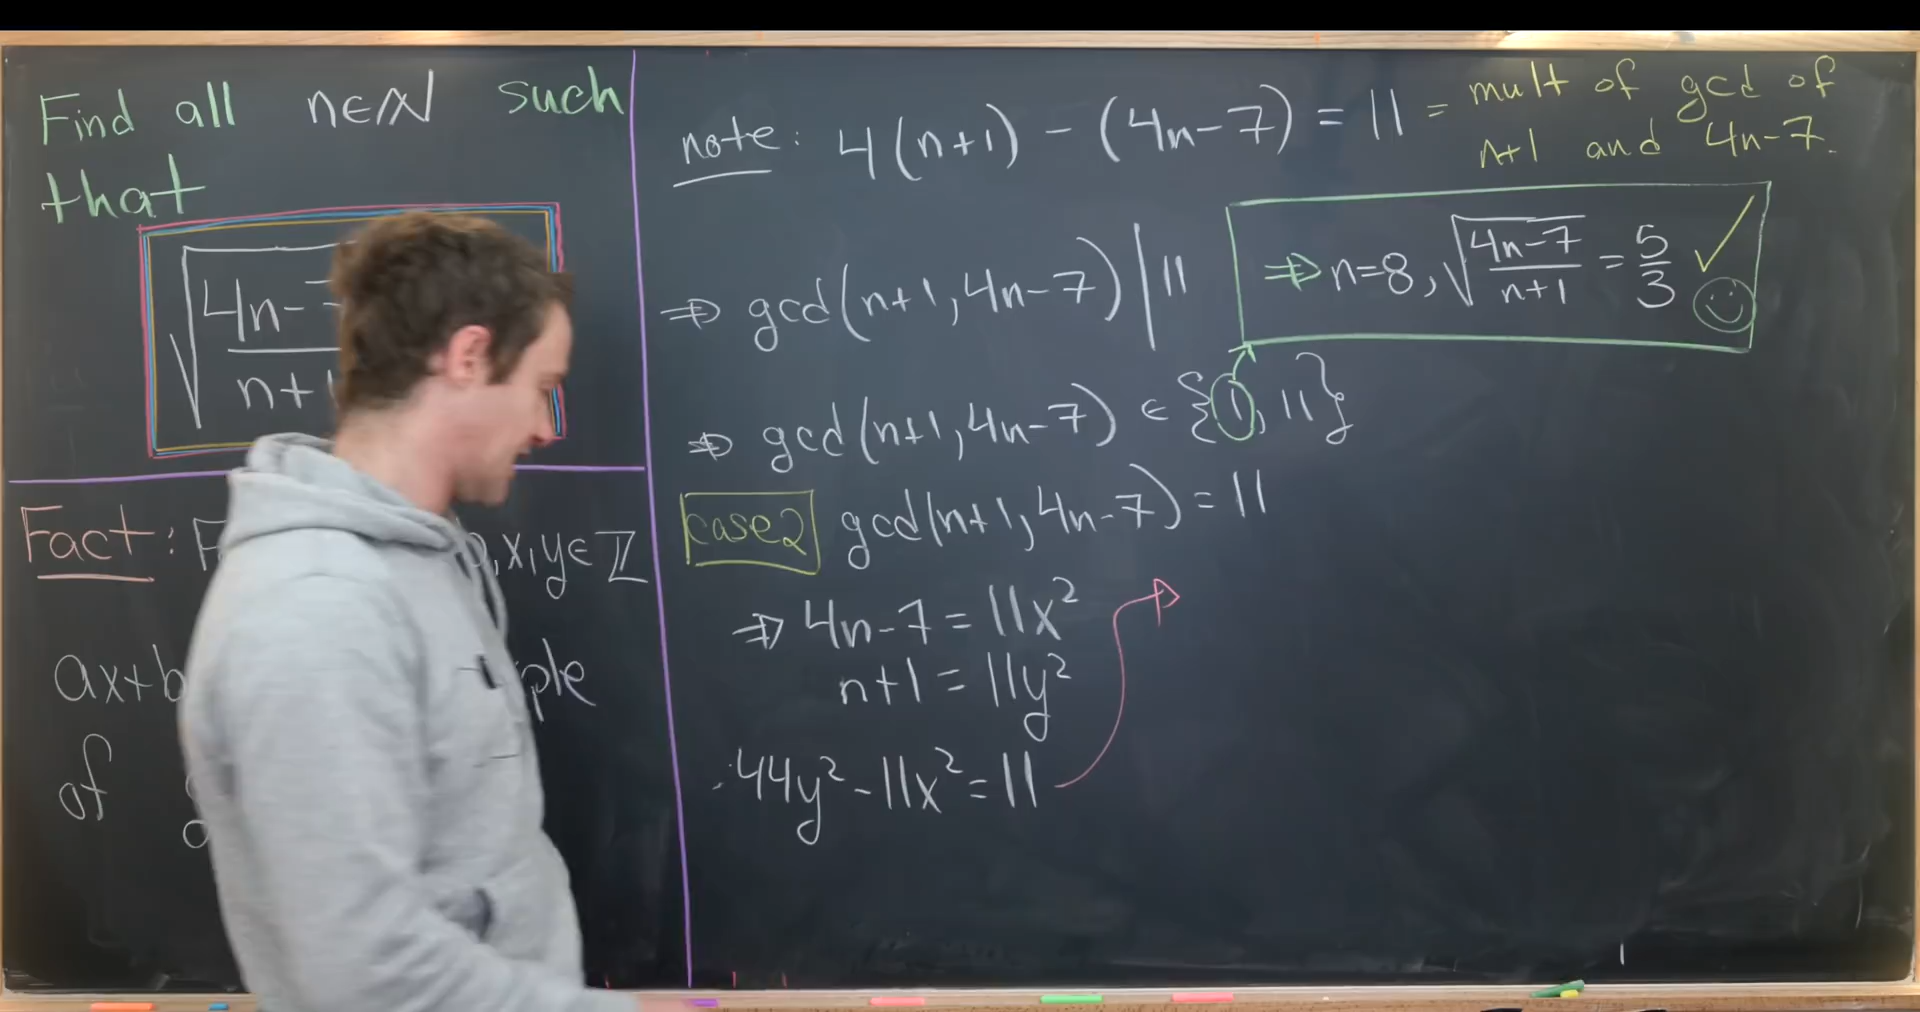 Find all n∈ℕ such
that
√(4n-
n+1
Fact: x,y∈ℤ
ax+b
of
note: 4(n+1) - (4n-7) = 11 = mult of gcd of
n+1 and 4n-7.
⇒ gcd(n+1, 4n-7) | 11
⇒ n=8, √((4n-7)/(n+1)) = 5/3 ✓
⇒ gcd(n+1, 4n-7) ∈ {1, 11}
case 2 gcd(n+1, 4n-7) = 11
⇒ 4n-7 = 11x²
n+1 = 11y²
44y² - 11x² = 11